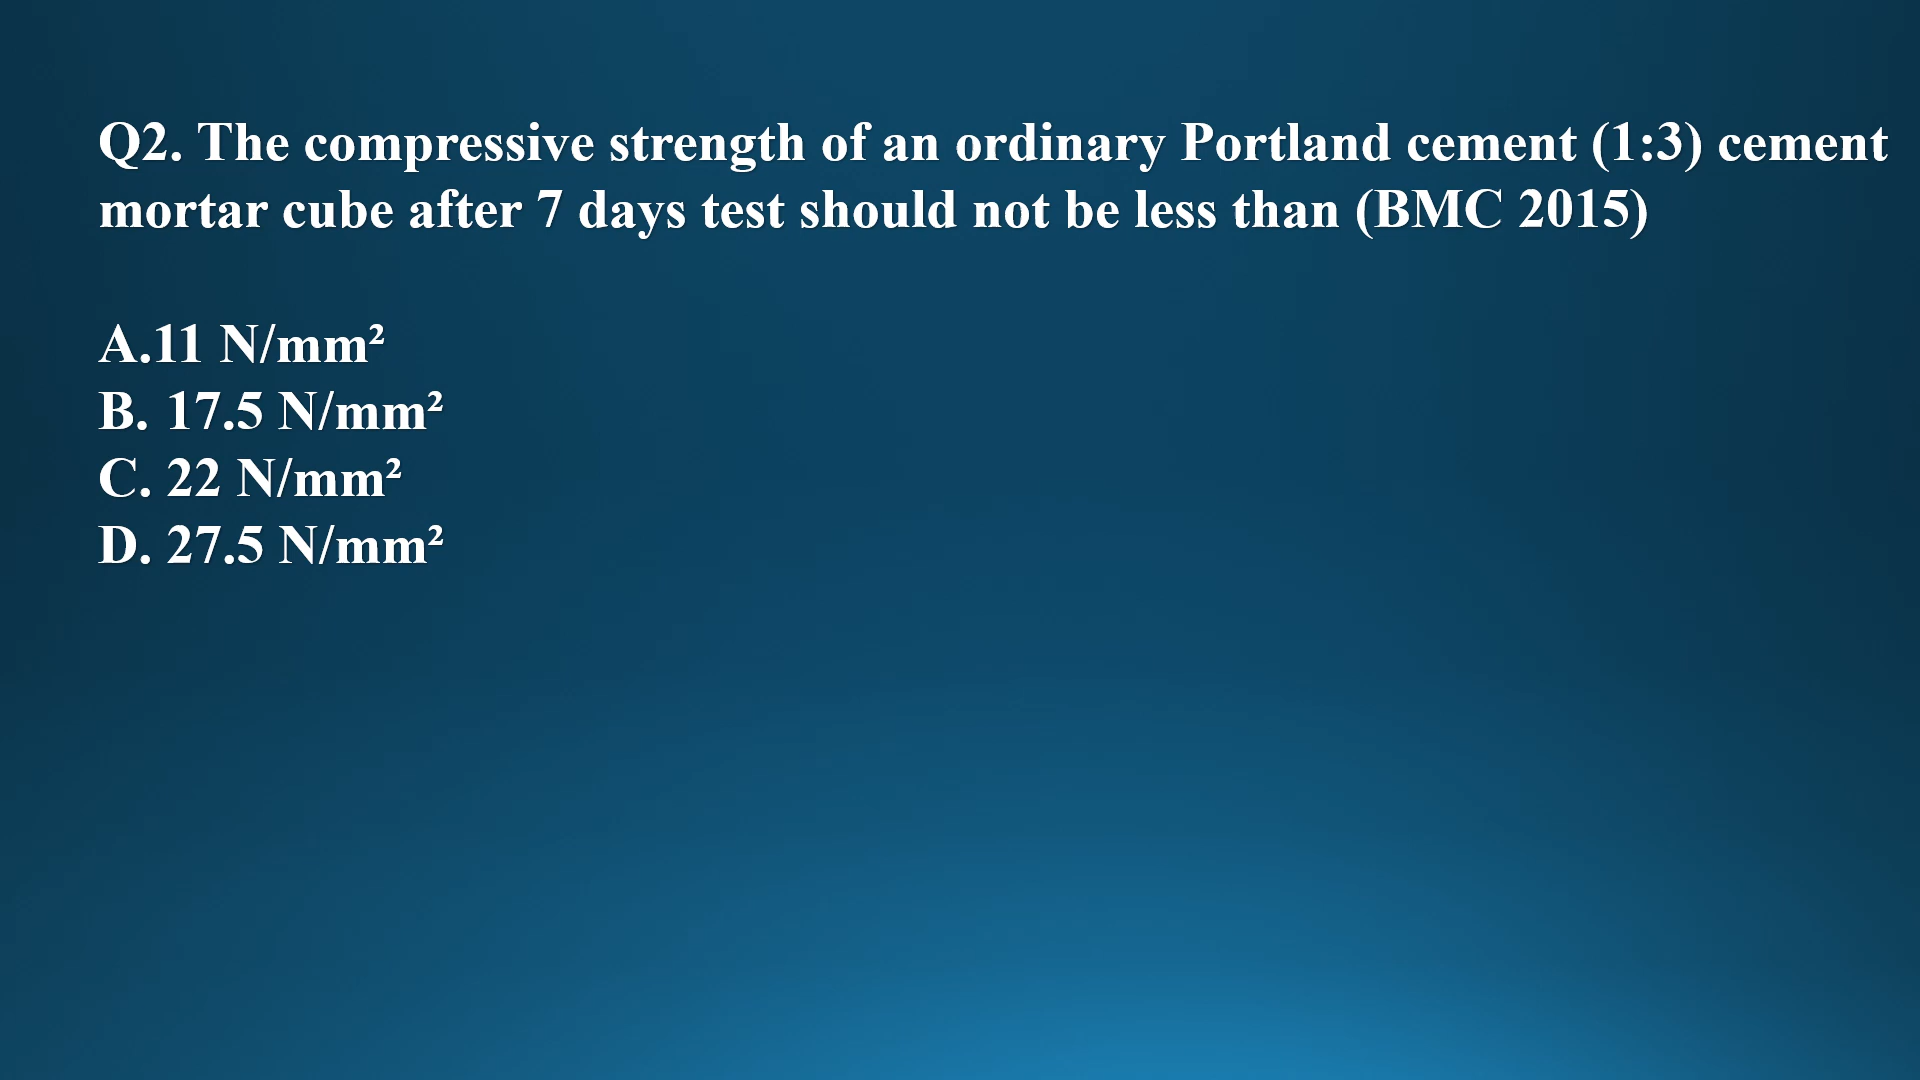 Q2. The compressive strength of an ordinary Portland cement (1:3) cement
mortar cube after 7 days test should not be less than (BMC 2015)
A.11 N/mm²
B. 17.5 N/mm²
C. 22 N/mm²
D. 27.5 N/mm²